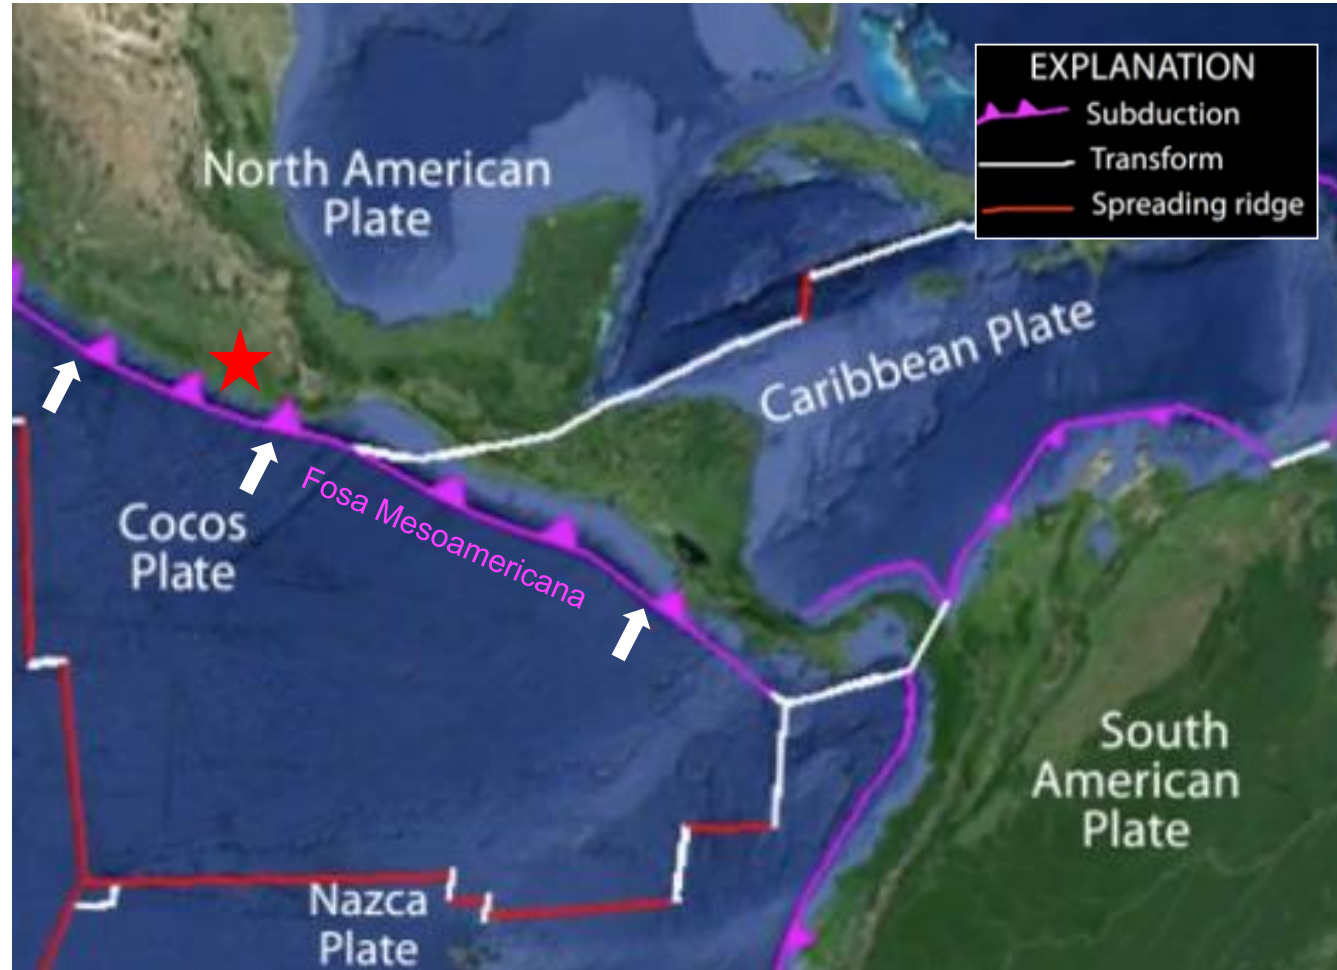 EXPLANATION
Subduction
Transform
Spreading ridge
North American
Plate
Caribbean Plate
Fosa Mesoamericana
Cocos
Plate
South
American
Plate
Nazca
Plate